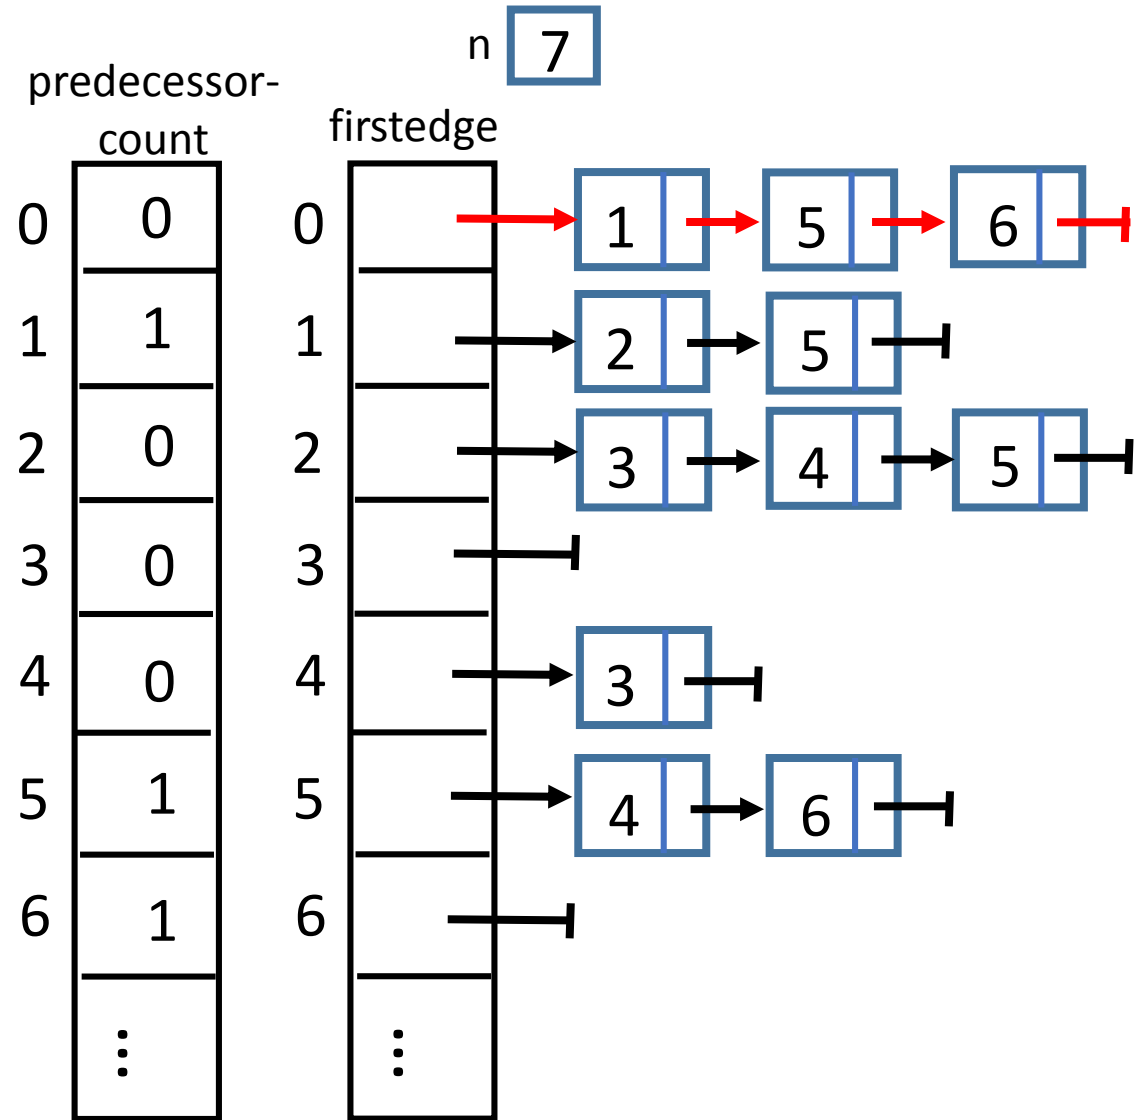 n 7
predecessor-
count
firstedge
0 0 0 1 5 6
1 1 1 2 5
2 0 2 3 4 5
3 0 3
4 0 4 3
5 1 5 4 6
6 1 6
⋮ ⋮